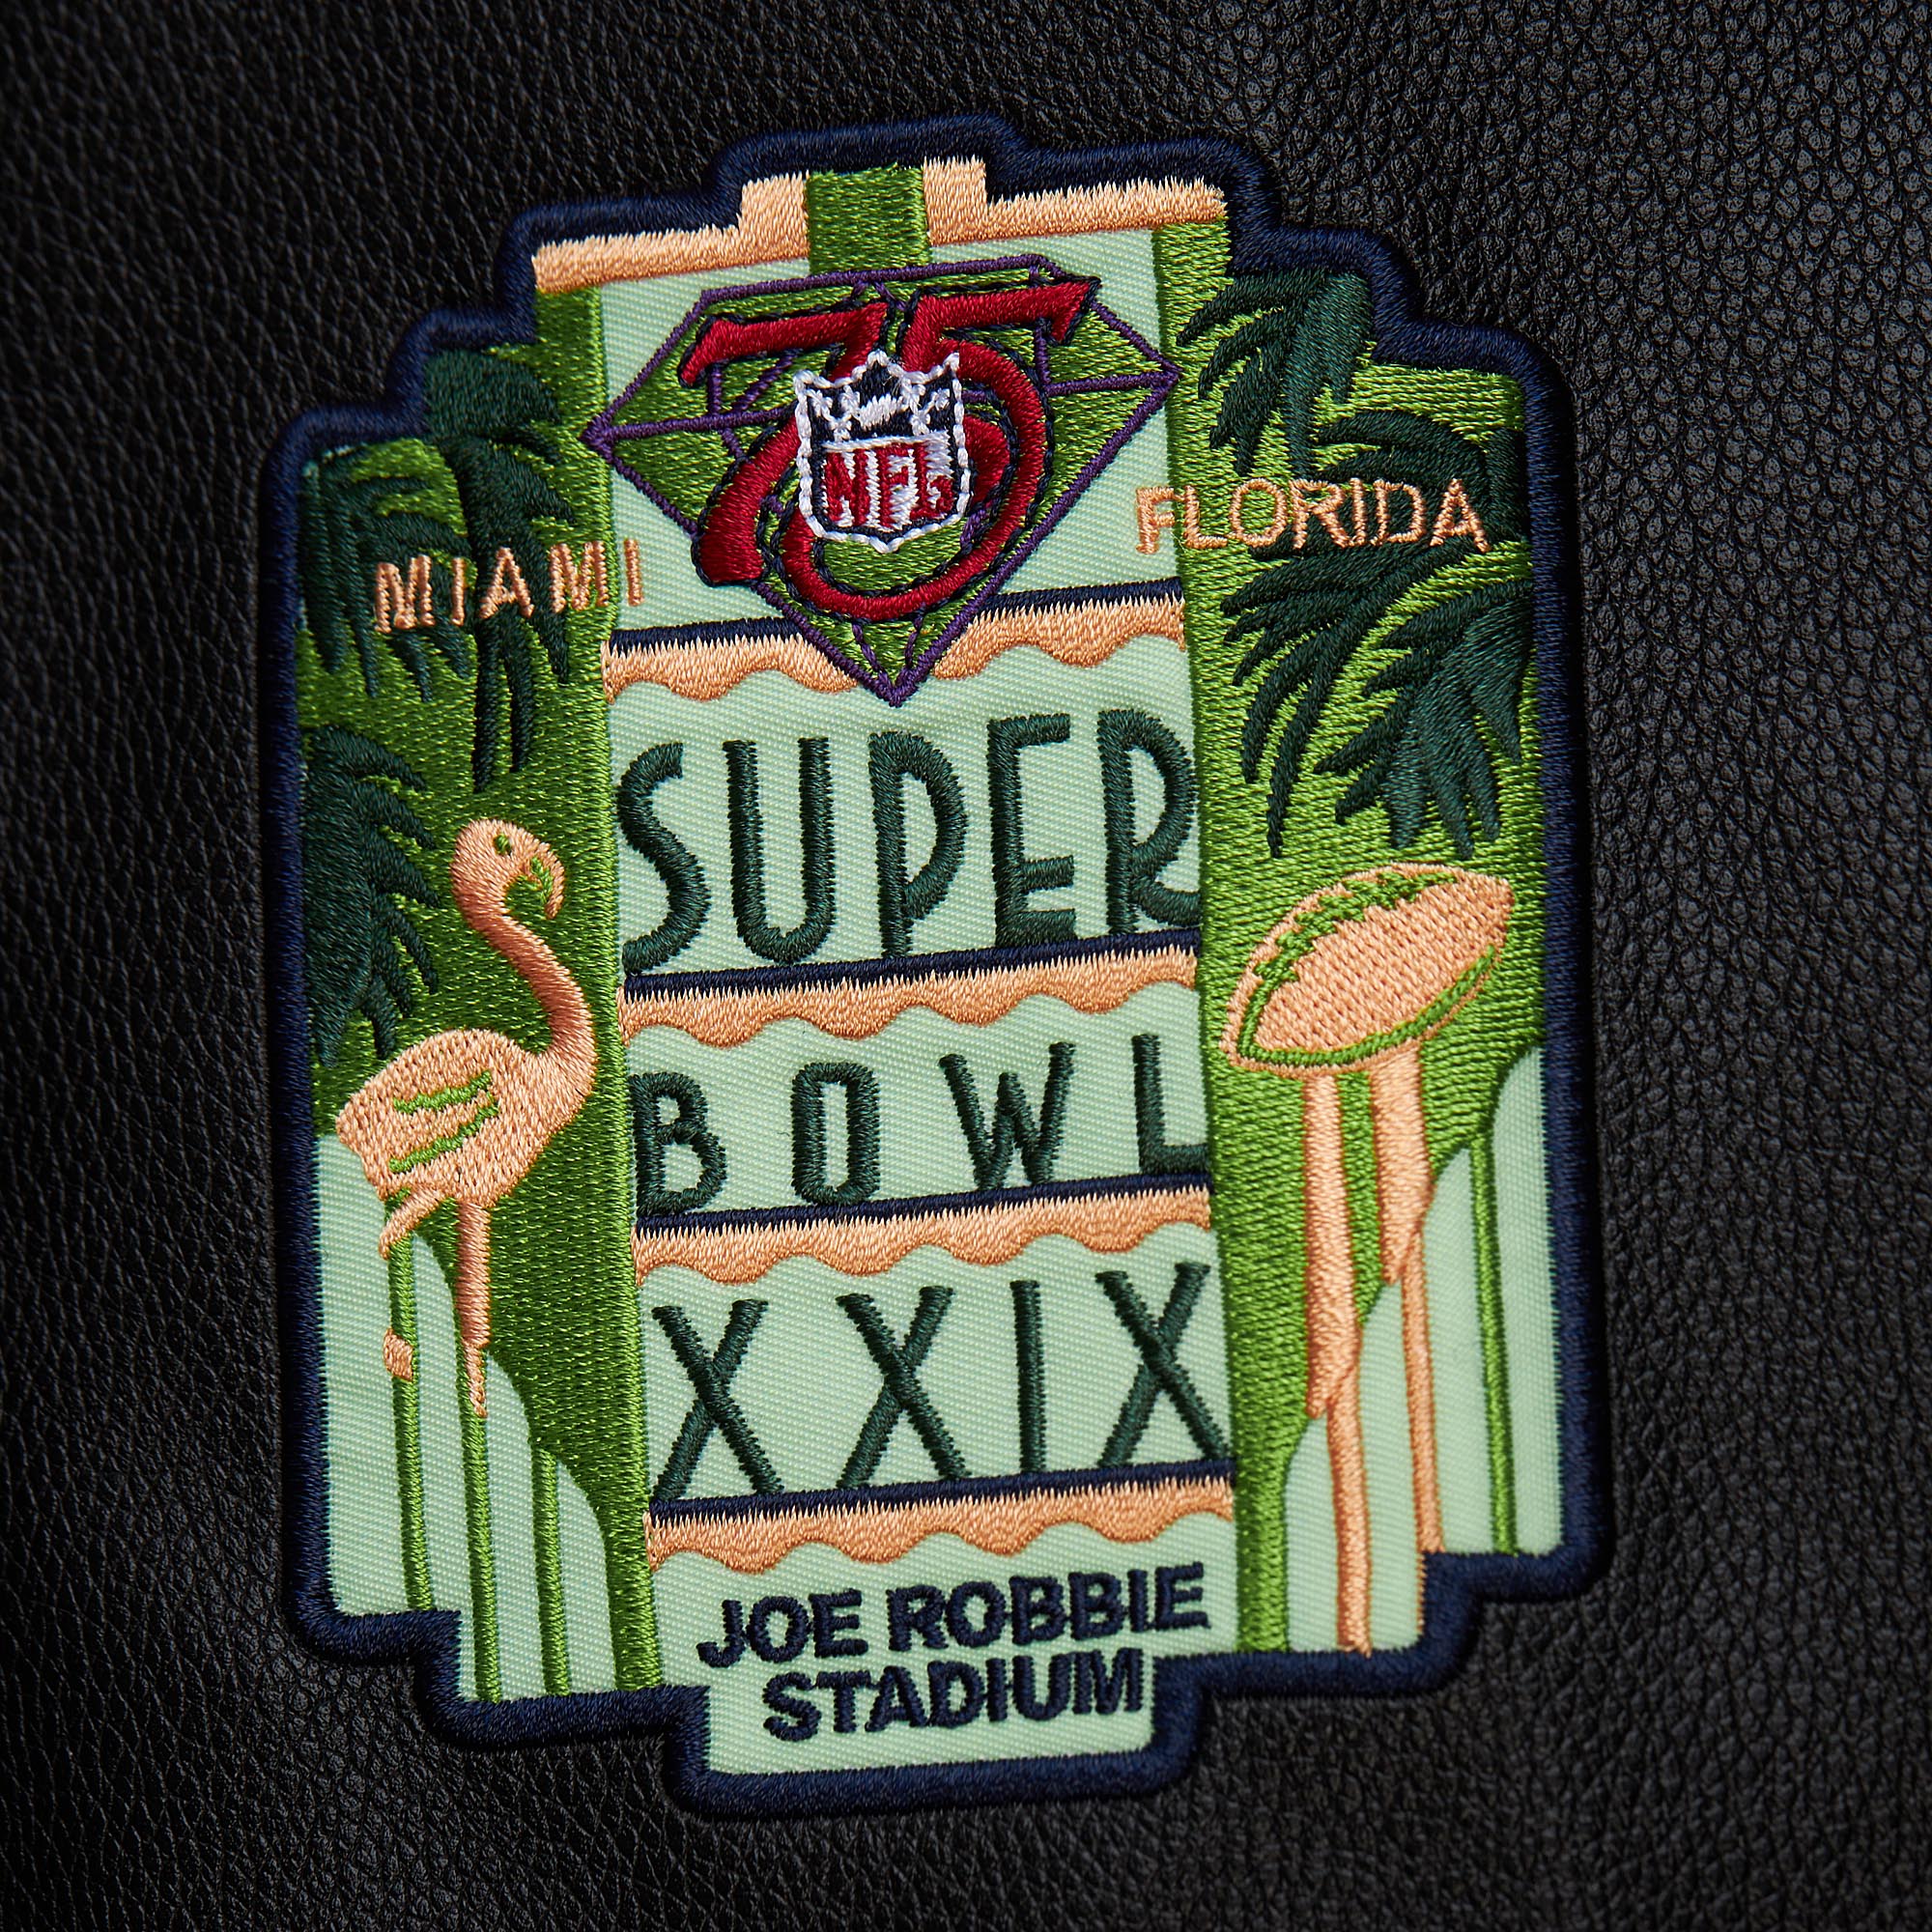 75
NFL
MIAMI FLORIDA
SUPER
BOWL
XXIX
JOE ROBBIE
STADIUM